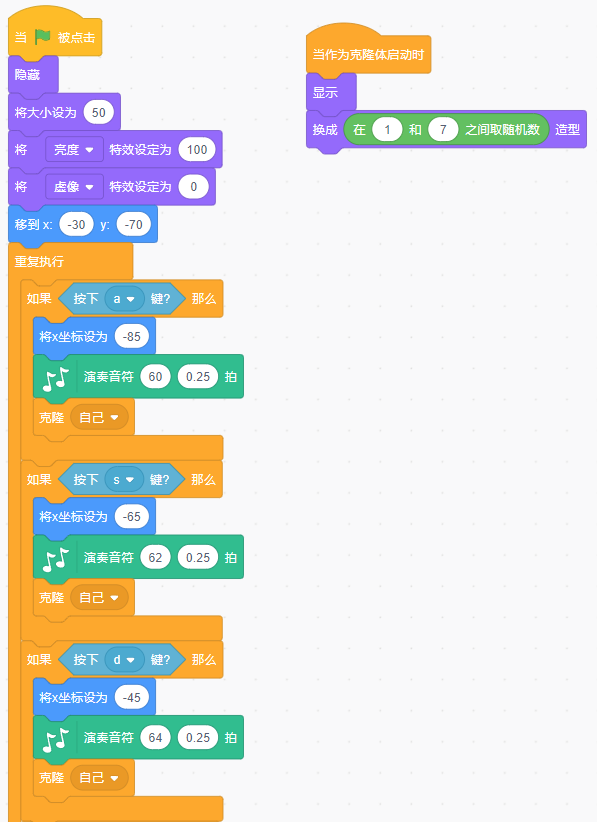 当 被点击
隐藏
将大小设为 50
将 亮度 特效设定为 100
将 虚像 特效设定为 0
移到 x: -30 y: -70
重复执行
如果 按下 a 键? 那么
将x坐标设为 -85
演奏音符 60 0.25 拍
克隆 自己
如果 按下 s 键? 那么
将x坐标设为 -65
演奏音符 62 0.25 拍
克隆 自己
如果 按下 d 键? 那么
将x坐标设为 -45
演奏音符 64 0.25 拍
克隆 自己
当作为克隆体启动时
显示
换成 在 1 和 7 之间取随机数 造型